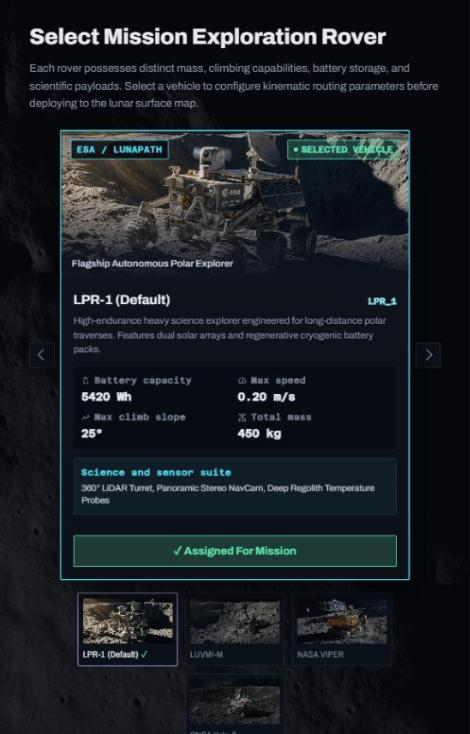 Select Mission Exploration Rover
Each rover possesses distinct mass, climbing capabilities, battery storage, and
scientific payloads. Select a vehicle to configure kinematic routing parameters before
deploying to the lunar surface map.
ESA / LUNAPATH
SELECTED VEHICLE
esa
Flagship Autonomous Polar Explorer
LPR-1 (Default)
LPR_1
High-endurance heavy science explorer engineered for long-distance polar
traverses. Features dual solar arrays and regenerative cryogenic battery
packs.
Battery capacity
5420 Wh
Max speed
0.20 m/s
Max climb slope
25°
Total mass
450 kg
Science and sensor suite
360° LiDAR Turret, Panoramic Stereo NavCam, Deep Regolith Temperature
Probes
✓ Assigned For Mission
LPR-1 (Default) ✓
LUVMI-M
NASA VIPER